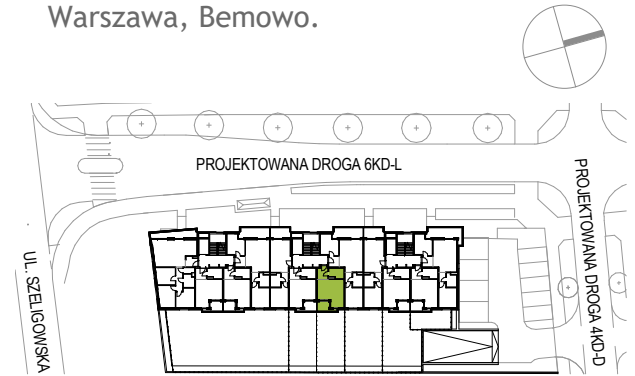 Warszawa, Bemowo.
PROJEKTOWANA DROGA 6KD-L
PROJEKTOWANA DROGA 4KD-D
UL. SZELIGOWSKA